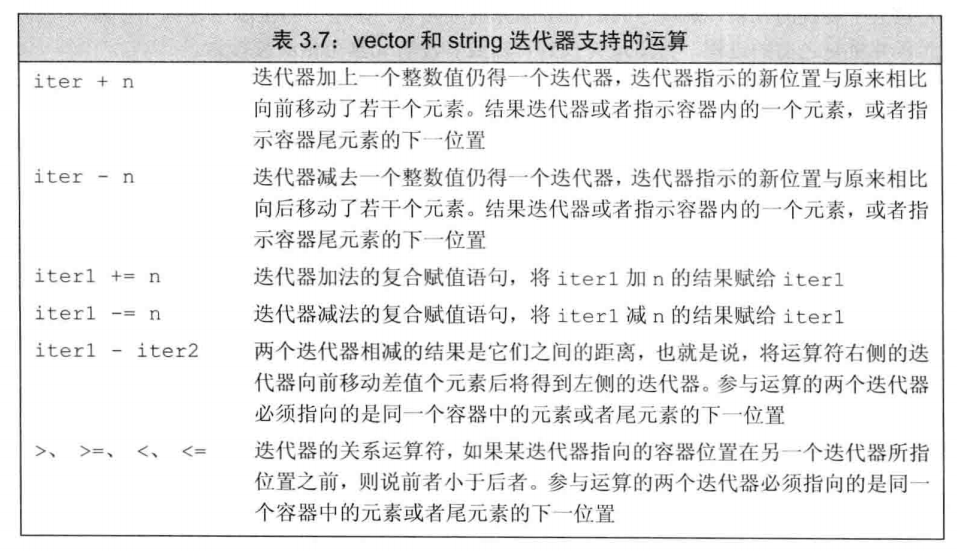 表 3.7：vector 和 string 迭代器支持的运算
iter + n 迭代器加上一个整数值仍得一个迭代器，迭代器指示的新位置与原来相比
向前移动了若干个元素。结果迭代器或者指示容器内的一个元素，或者指
示容器尾元素的下一位置
iter - n 迭代器减去一个整数值仍得一个迭代器，迭代器指示的新位置与原来相比
向后移动了若干个元素。结果迭代器或者指示容器内的一个元素，或者指
示容器尾元素的下一位置
iter1 += n 迭代器加法的复合赋值语句，将 iter1 加 n 的结果赋给 iter1
iter1 -= n 迭代器减法的复合赋值语句，将 iter1 减 n 的结果赋给 iter1
iter1 - iter2 两个迭代器相减的结果是它们之间的距离，也就是说，将运算符右侧的迭
代器向前移动差值个元素后将得到左侧的迭代器。参与运算的两个迭代器
必须指向的是同一个容器中的元素或者尾元素的下一位置
>、 >=、 <、 <= 迭代器的关系运算符，如果某迭代器指向的容器位置在另一个迭代器所指
位置之前，则说前者小于后者。参与运算的两个迭代器必须指向的是同一
个容器中的元素或者尾元素的下一位置